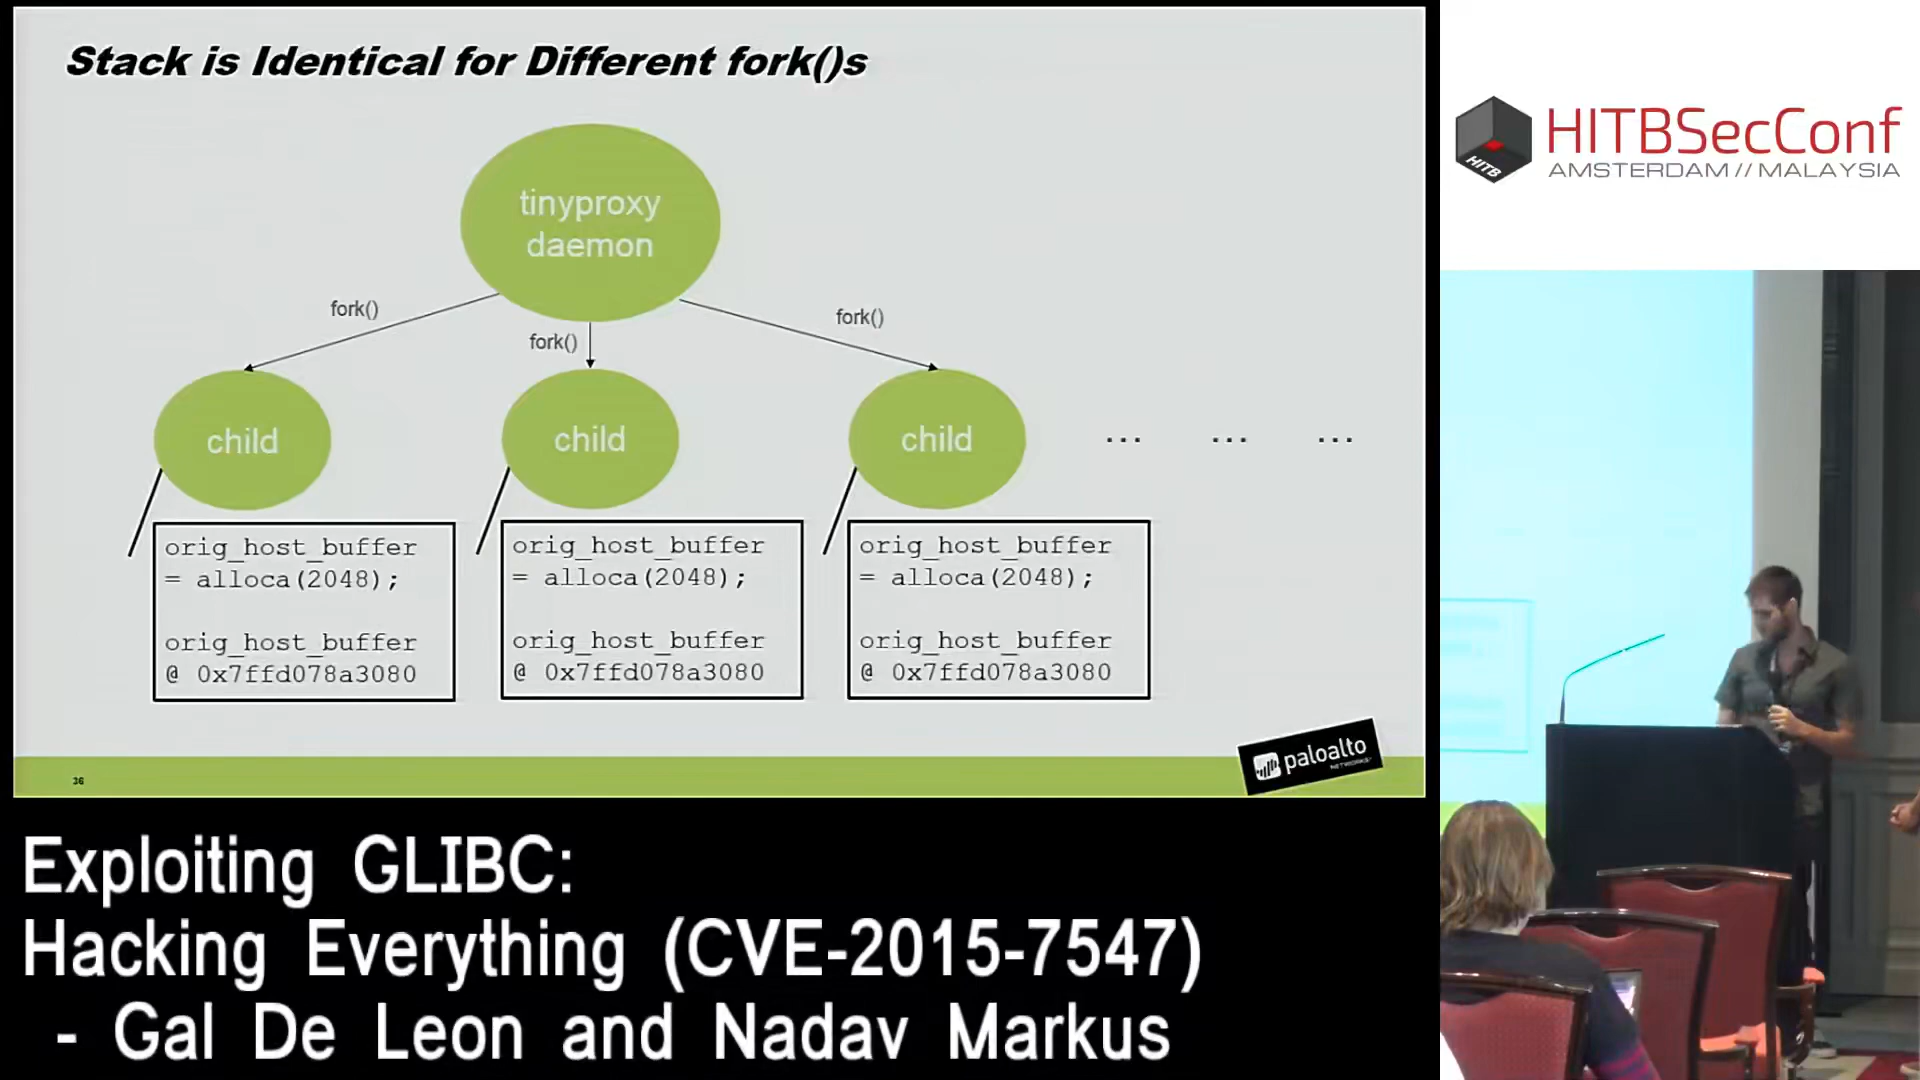 Stack is Identical for Different fork()s
tinyproxy
daemon
fork()
fork()
fork()
child
child
child
... ... ...
orig_host_buffer
= alloca(2048);
orig_host_buffer
@ 0x7ffd078a3080
orig_host_buffer
= alloca(2048);
orig_host_buffer
@ 0x7ffd078a3080
orig_host_buffer
= alloca(2048);
orig_host_buffer
@ 0x7ffd078a3080
36
paloalto
NETWORKS
HITB
HITBSecConf
AMSTERDAM // MALAYSIA
Exploiting GLIBC:
Hacking Everything (CVE-2015-7547)
- Gal De Leon and Nadav Markus